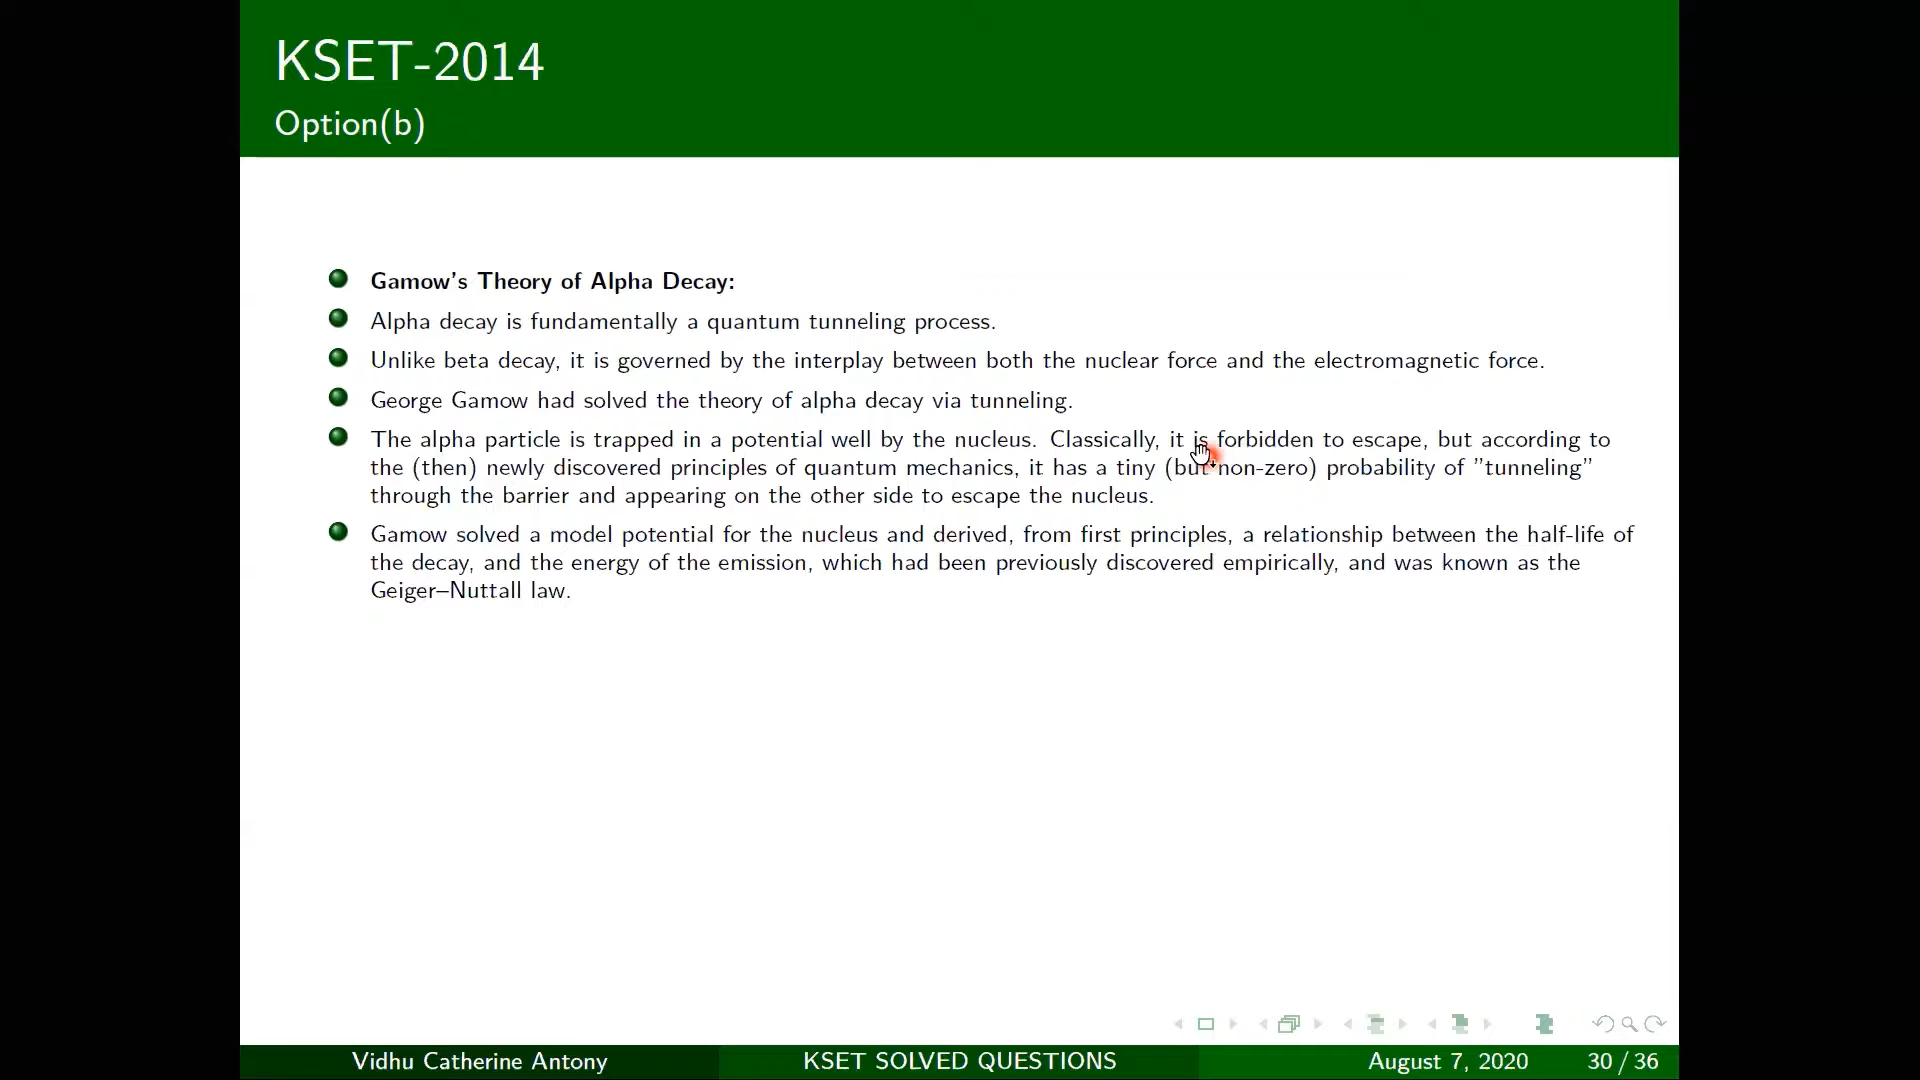 KSET-2014
Option(b)
Gamow's Theory of Alpha Decay:
Alpha decay is fundamentally a quantum tunneling process.
Unlike beta decay, it is governed by the interplay between both the nuclear force and the electromagnetic force.
George Gamow had solved the theory of alpha decay via tunneling.
The alpha particle is trapped in a potential well by the nucleus. Classically, it is forbidden to escape, but according to
the (then) newly discovered principles of quantum mechanics, it has a tiny (but non-zero) probability of "tunneling"
through the barrier and appearing on the other side to escape the nucleus.
Gamow solved a model potential for the nucleus and derived, from first principles, a relationship between the half-life of
the decay, and the energy of the emission, which had been previously discovered empirically, and was known as the
Geiger–Nuttall law.
Vidhu Catherine Antony KSET SOLVED QUESTIONS August 7, 2020 30 / 36